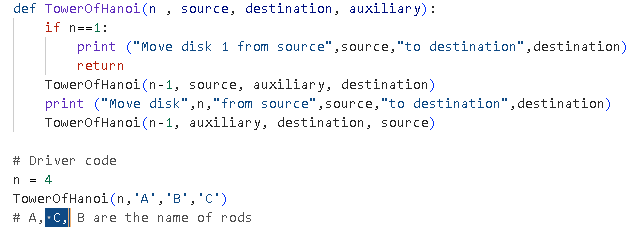 def TowerOfHanoi(n , source, destination, auxiliary):
    if n==1:
        print ("Move disk 1 from source",source,"to destination",destination)
        return
    TowerOfHanoi(n-1, source, auxiliary, destination)
    print ("Move disk",n,"from source",source,"to destination",destination)
    TowerOfHanoi(n-1, auxiliary, destination, source)

# Driver code
n = 4
TowerOfHanoi(n,'A','B','C')
# A, C, B are the name of rods